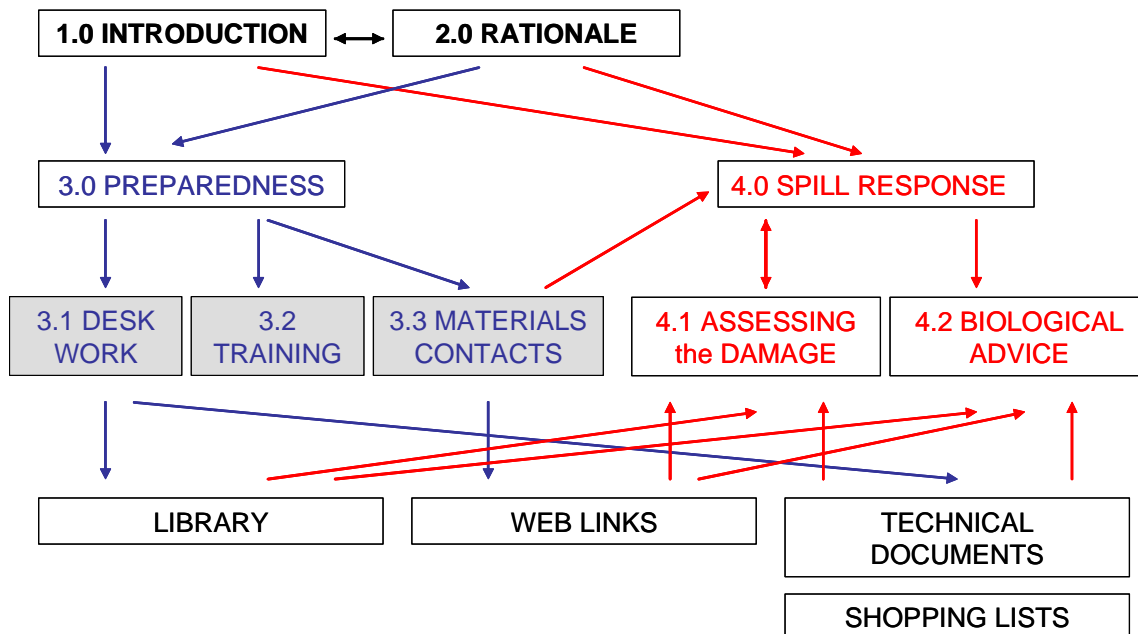 1.0 INTRODUCTION
2.0 RATIONALE
3.0 PREPAREDNESS
4.0 SPILL RESPONSE
3.1 DESK
WORK
3.2
TRAINING
3.3 MATERIALS
CONTACTS
4.1 ASSESSING
the DAMAGE
4.2 BIOLOGICAL
ADVICE
LIBRARY
WEB LINKS
TECHNICAL
DOCUMENTS
SHOPPING LISTS